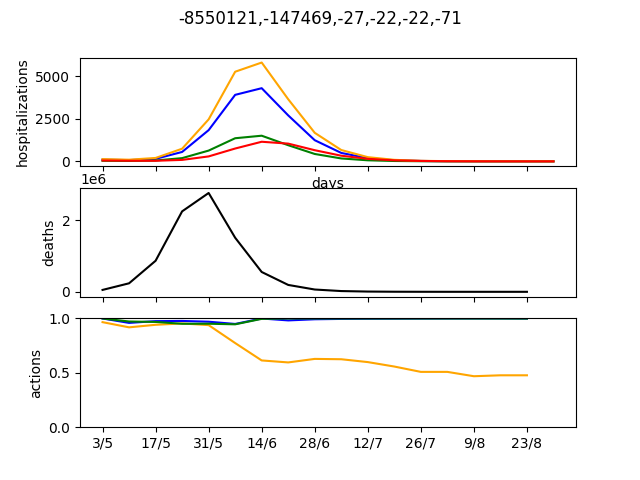 -8550121,-147469,-27,-22,-22,-71
hospitalizations
5000
2500
0
days
1e6
deaths
2
0
actions
1.0
0.5
0.0
3/5 17/5 31/5 14/6 28/6 12/7 26/7 9/8 23/8